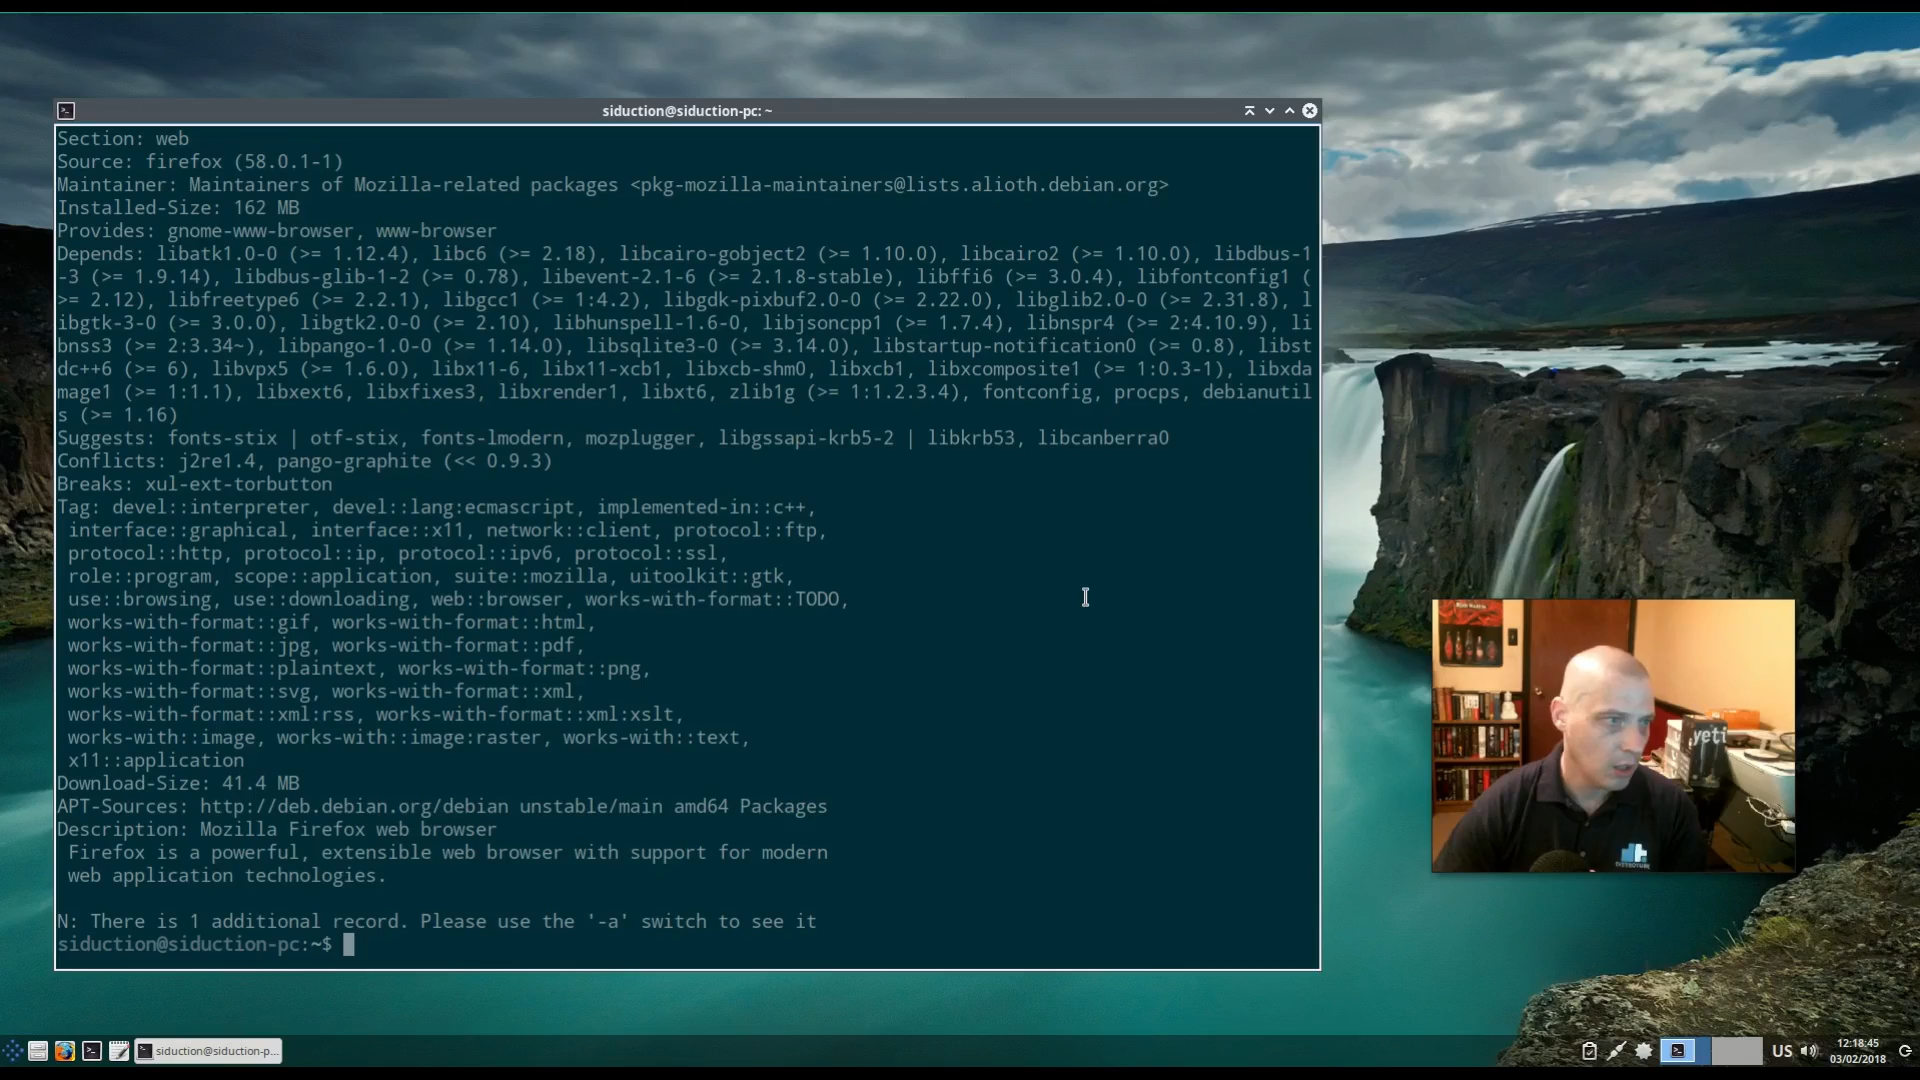 siduction@siduction-pc: ~
Section: web
Source: firefox (58.0.1-1)
Maintainer: Maintainers of Mozilla-related packages <pkg-mozilla-maintainers@lists.alioth.debian.org>
Installed-Size: 162 MB
Provides: gnome-www-browser, www-browser
Depends: libatk1.0-0 (>= 1.12.4), libc6 (>= 2.18), libcairo-gobject2 (>= 1.10.0), libcairo2 (>= 1.10.0), libdbus-1
-3 (>= 1.9.14), libdbus-glib-1-2 (>= 0.78), libevent-2.1-6 (>= 2.1.8-stable), libffi6 (>= 3.0.4), libfontconfig1 (
>= 2.12), libfreetype6 (>= 2.2.1), libgcc1 (>= 1:4.2), libgdk-pixbuf2.0-0 (>= 2.22.0), libglib2.0-0 (>= 2.31.8), l
ibgtk-3-0 (>= 3.0.0), libgtk2.0-0 (>= 2.10), libhunspell-1.6-0, libjsoncpp1 (>= 1.7.4), libnspr4 (>= 2:4.10.9), li
bnss3 (>= 2:3.34~), libpango-1.0-0 (>= 1.14.0), libsqlite3-0 (>= 3.14.0), libstartup-notification0 (>= 0.8), libst
dc++6 (>= 6), libvpx5 (>= 1.6.0), libx11-6, libx11-xcb1, libxcb-shm0, libxcb1, libxcomposite1 (>= 1:0.3-1), libxda
mage1 (>= 1:1.1), libxext6, libxfixes3, libxrender1, libxt6, zlib1g (>= 1:1.2.3.4), fontconfig, procps, debianutil
s (>= 1.16)
Suggests: fonts-stix | otf-stix, fonts-lmodern, mozplugger, libgssapi-krb5-2 | libkrb53, libcanberra0
Conflicts: j2re1.4, pango-graphite (<< 0.9.3)
Breaks: xul-ext-torbutton
Tag: devel::interpreter, devel::lang:ecmascript, implemented-in::c++,
interface::graphical, interface::x11, network::client, protocol::ftp,
protocol::http, protocol::ip, protocol::ipv6, protocol::ssl,
role::program, scope::application, suite::mozilla, uitoolkit::gtk,
use::browsing, use::downloading, web::browser, works-with-format::TODO,
works-with-format::gif, works-with-format::html,
works-with-format::jpg, works-with-format::pdf,
works-with-format::plaintext, works-with-format::png,
works-with-format::svg, works-with-format::xml,
works-with-format::xml:rss, works-with-format::xml:xslt,
works-with::image, works-with::image:raster, works-with::text,
x11::application
Download-Size: 41.4 MB
APT-Sources: http://deb.debian.org/debian unstable/main amd64 Packages
Description: Mozilla Firefox web browser
Firefox is a powerful, extensible web browser with support for modern
web application technologies.
N: There is 1 additional record. Please use the '-a' switch to see it
siduction@siduction-pc:~$
yeti
siduction@siduction-p...
US
12:18:45
03/02/2018